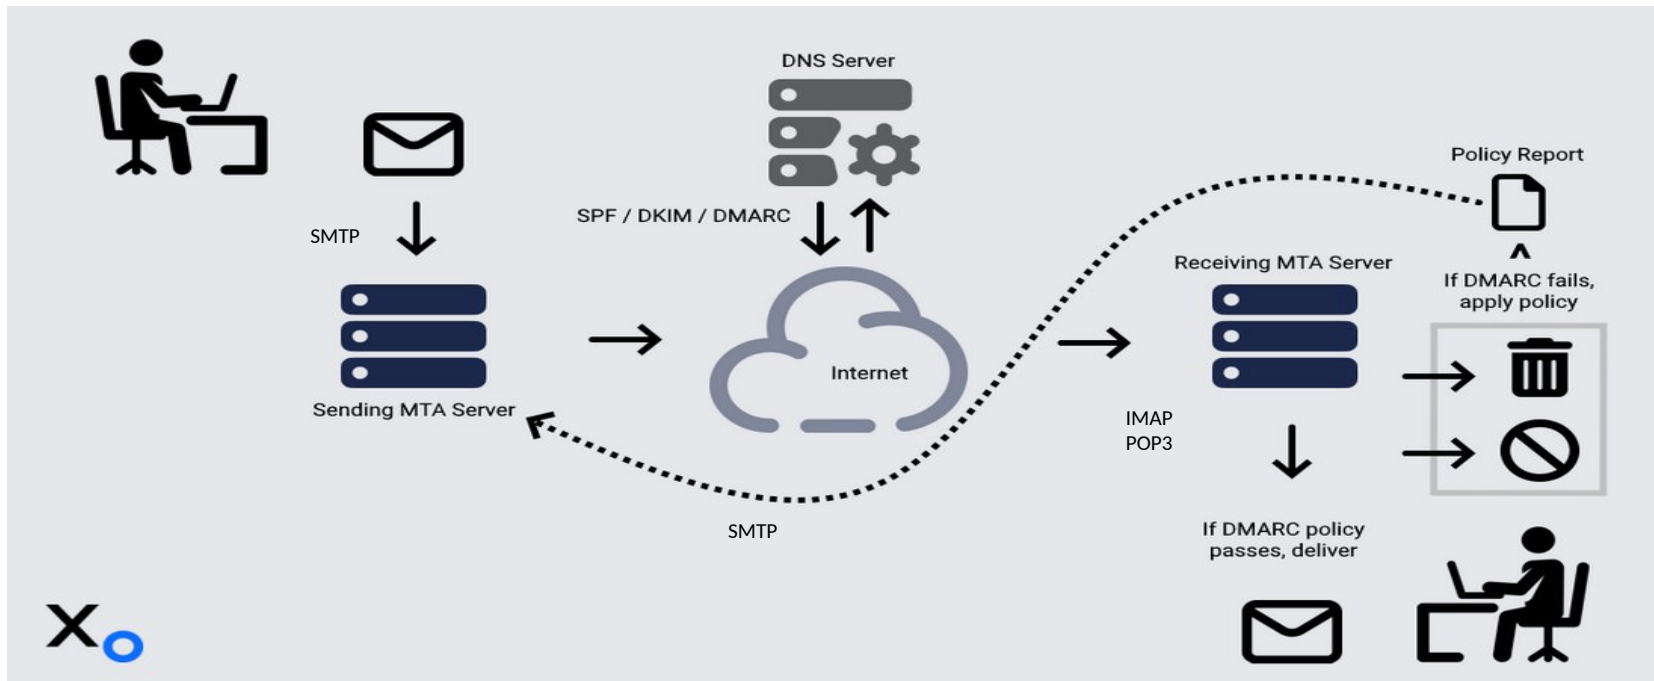 DNS Server
Policy Report
SPF / DKIM / DMARC
SMTP
Receiving MTA Server
If DMARC fails,
apply policy
Internet
Sending MTA Server
IMAP
POP3
SMTP
If DMARC policy
passes, deliver
XO